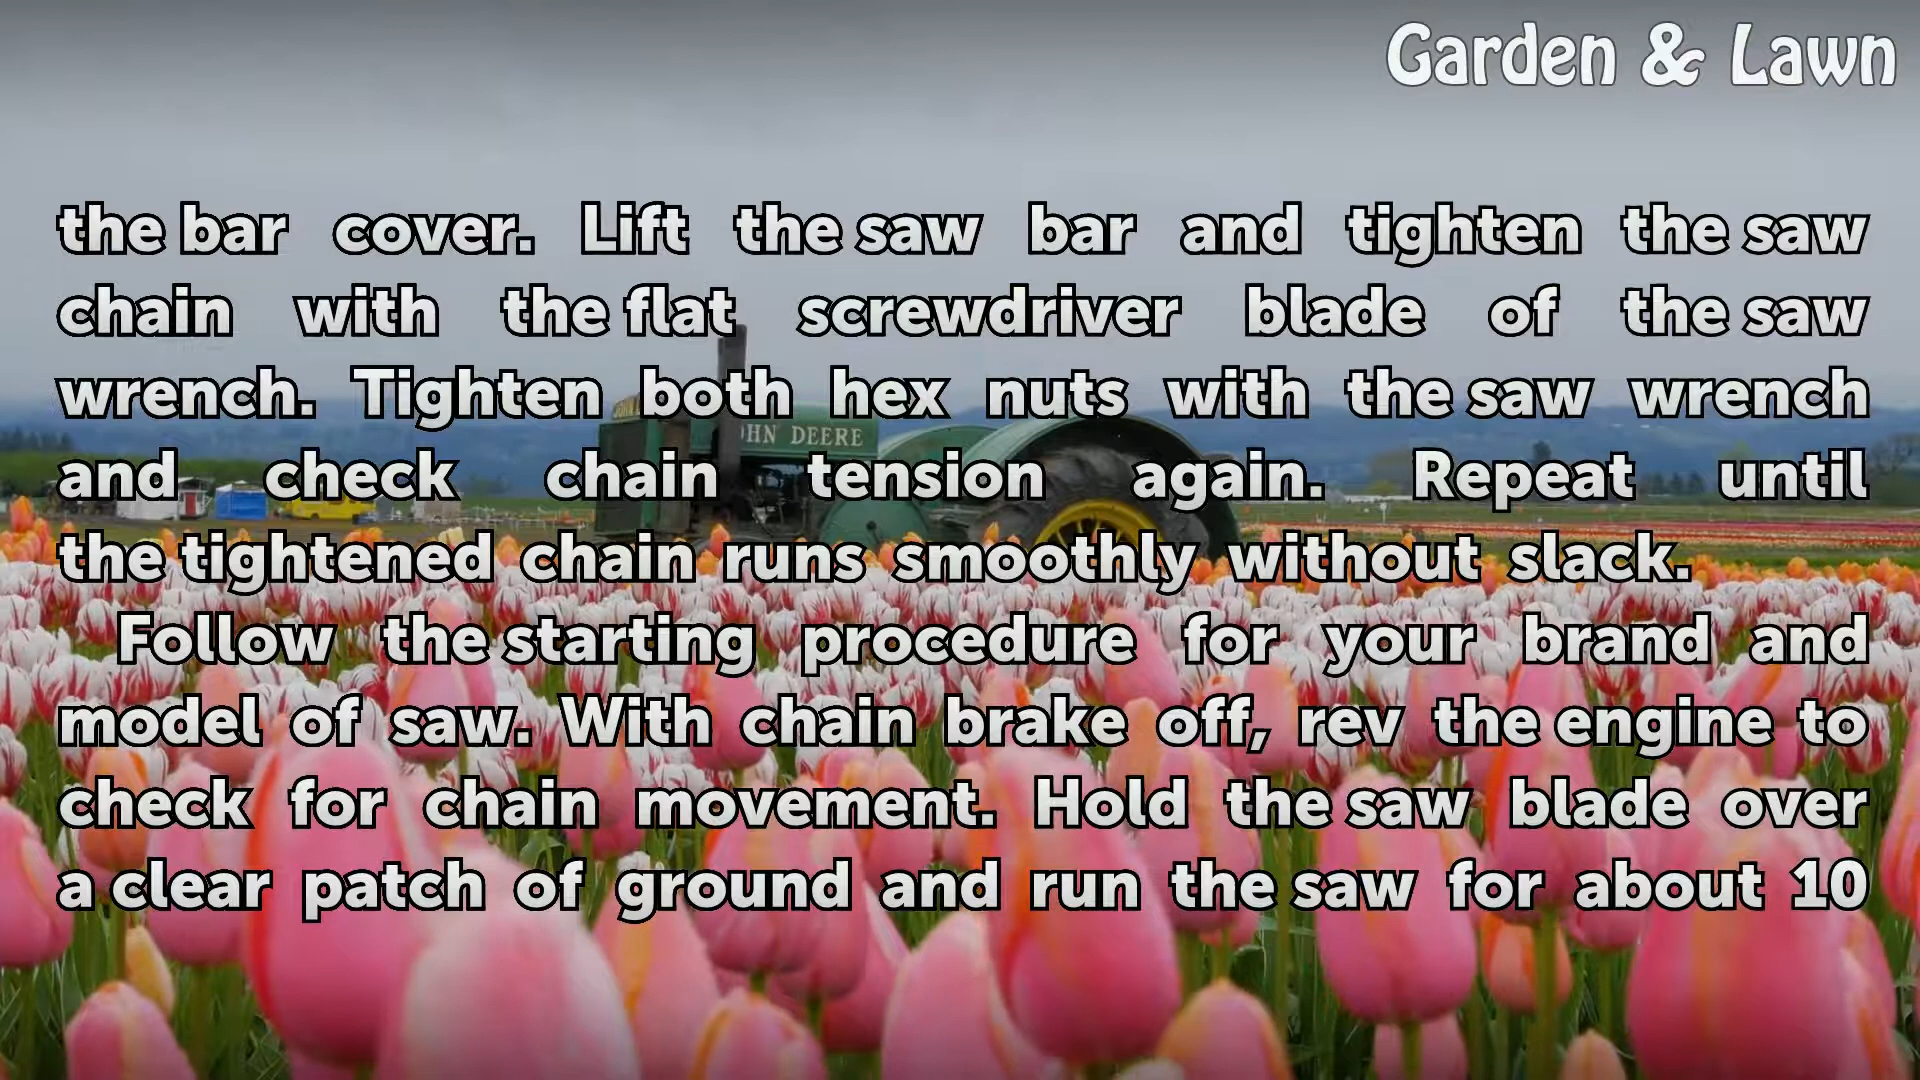 Garden & Lawn
the bar cover. Lift the saw bar and tighten the saw
chain with the flat screwdriver blade of the saw
wrench. Tighten both hex nuts with the saw wrench
OHN DEERE
and check chain tension again. Repeat until
the tightened chain runs smoothly without slack.
Follow the starting procedure for your brand and
model of saw. With chain brake off, rev the engine to
check for chain movement. Hold the saw blade over
a clear patch of ground and run the saw for about 10